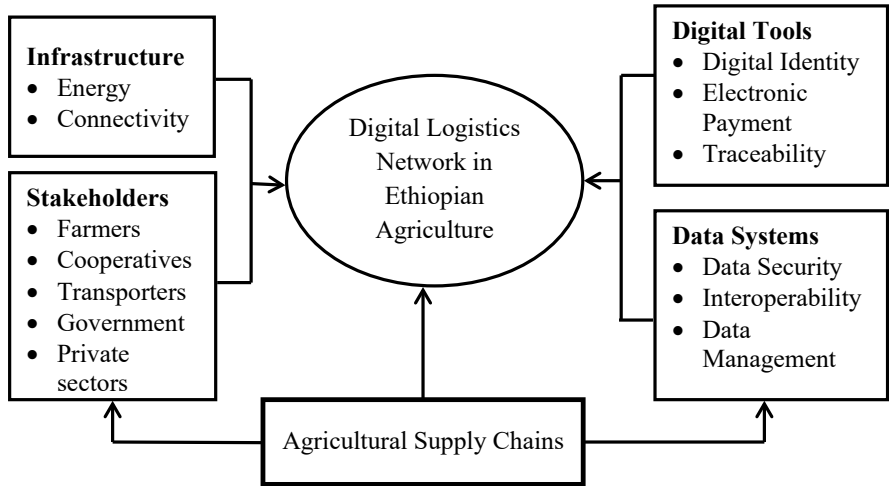 Infrastructure
• Energy
• Connectivity
Stakeholders
• Farmers
• Cooperatives
• Transporters
• Government
• Private
sectors
Digital Logistics
Network in
Ethiopian
Agriculture
Digital Tools
• Digital Identity
• Electronic
Payment
• Traceability
Data Systems
• Data Security
• Interoperability
• Data
Management
Agricultural Supply Chains